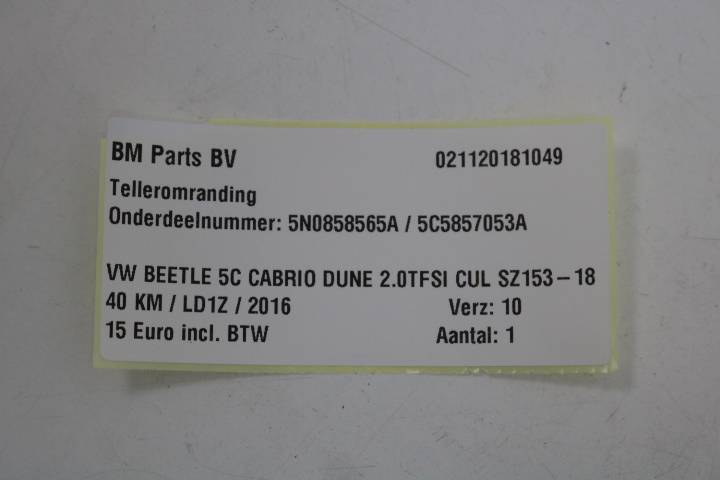 BM Parts BV 021120181049
Telleromranding
Onderdeelnummer: 5N0858565A / 5C5857053A
VW BEETLE 5C CABRIO DUNE 2.0TFSI CUL SZ153-18
40 KM / LD1Z / 2016 Verz: 10
15 Euro incl. BTW Aantal: 1